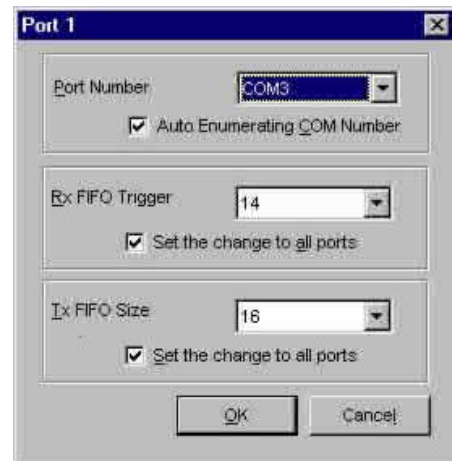 Port 1
Port Number COM3
Auto Enumerating COM Number
Rx FIFO Trigger 14
Set the change to all ports
Tx FIFO Size 16
Set the change to all ports
OK Cancel